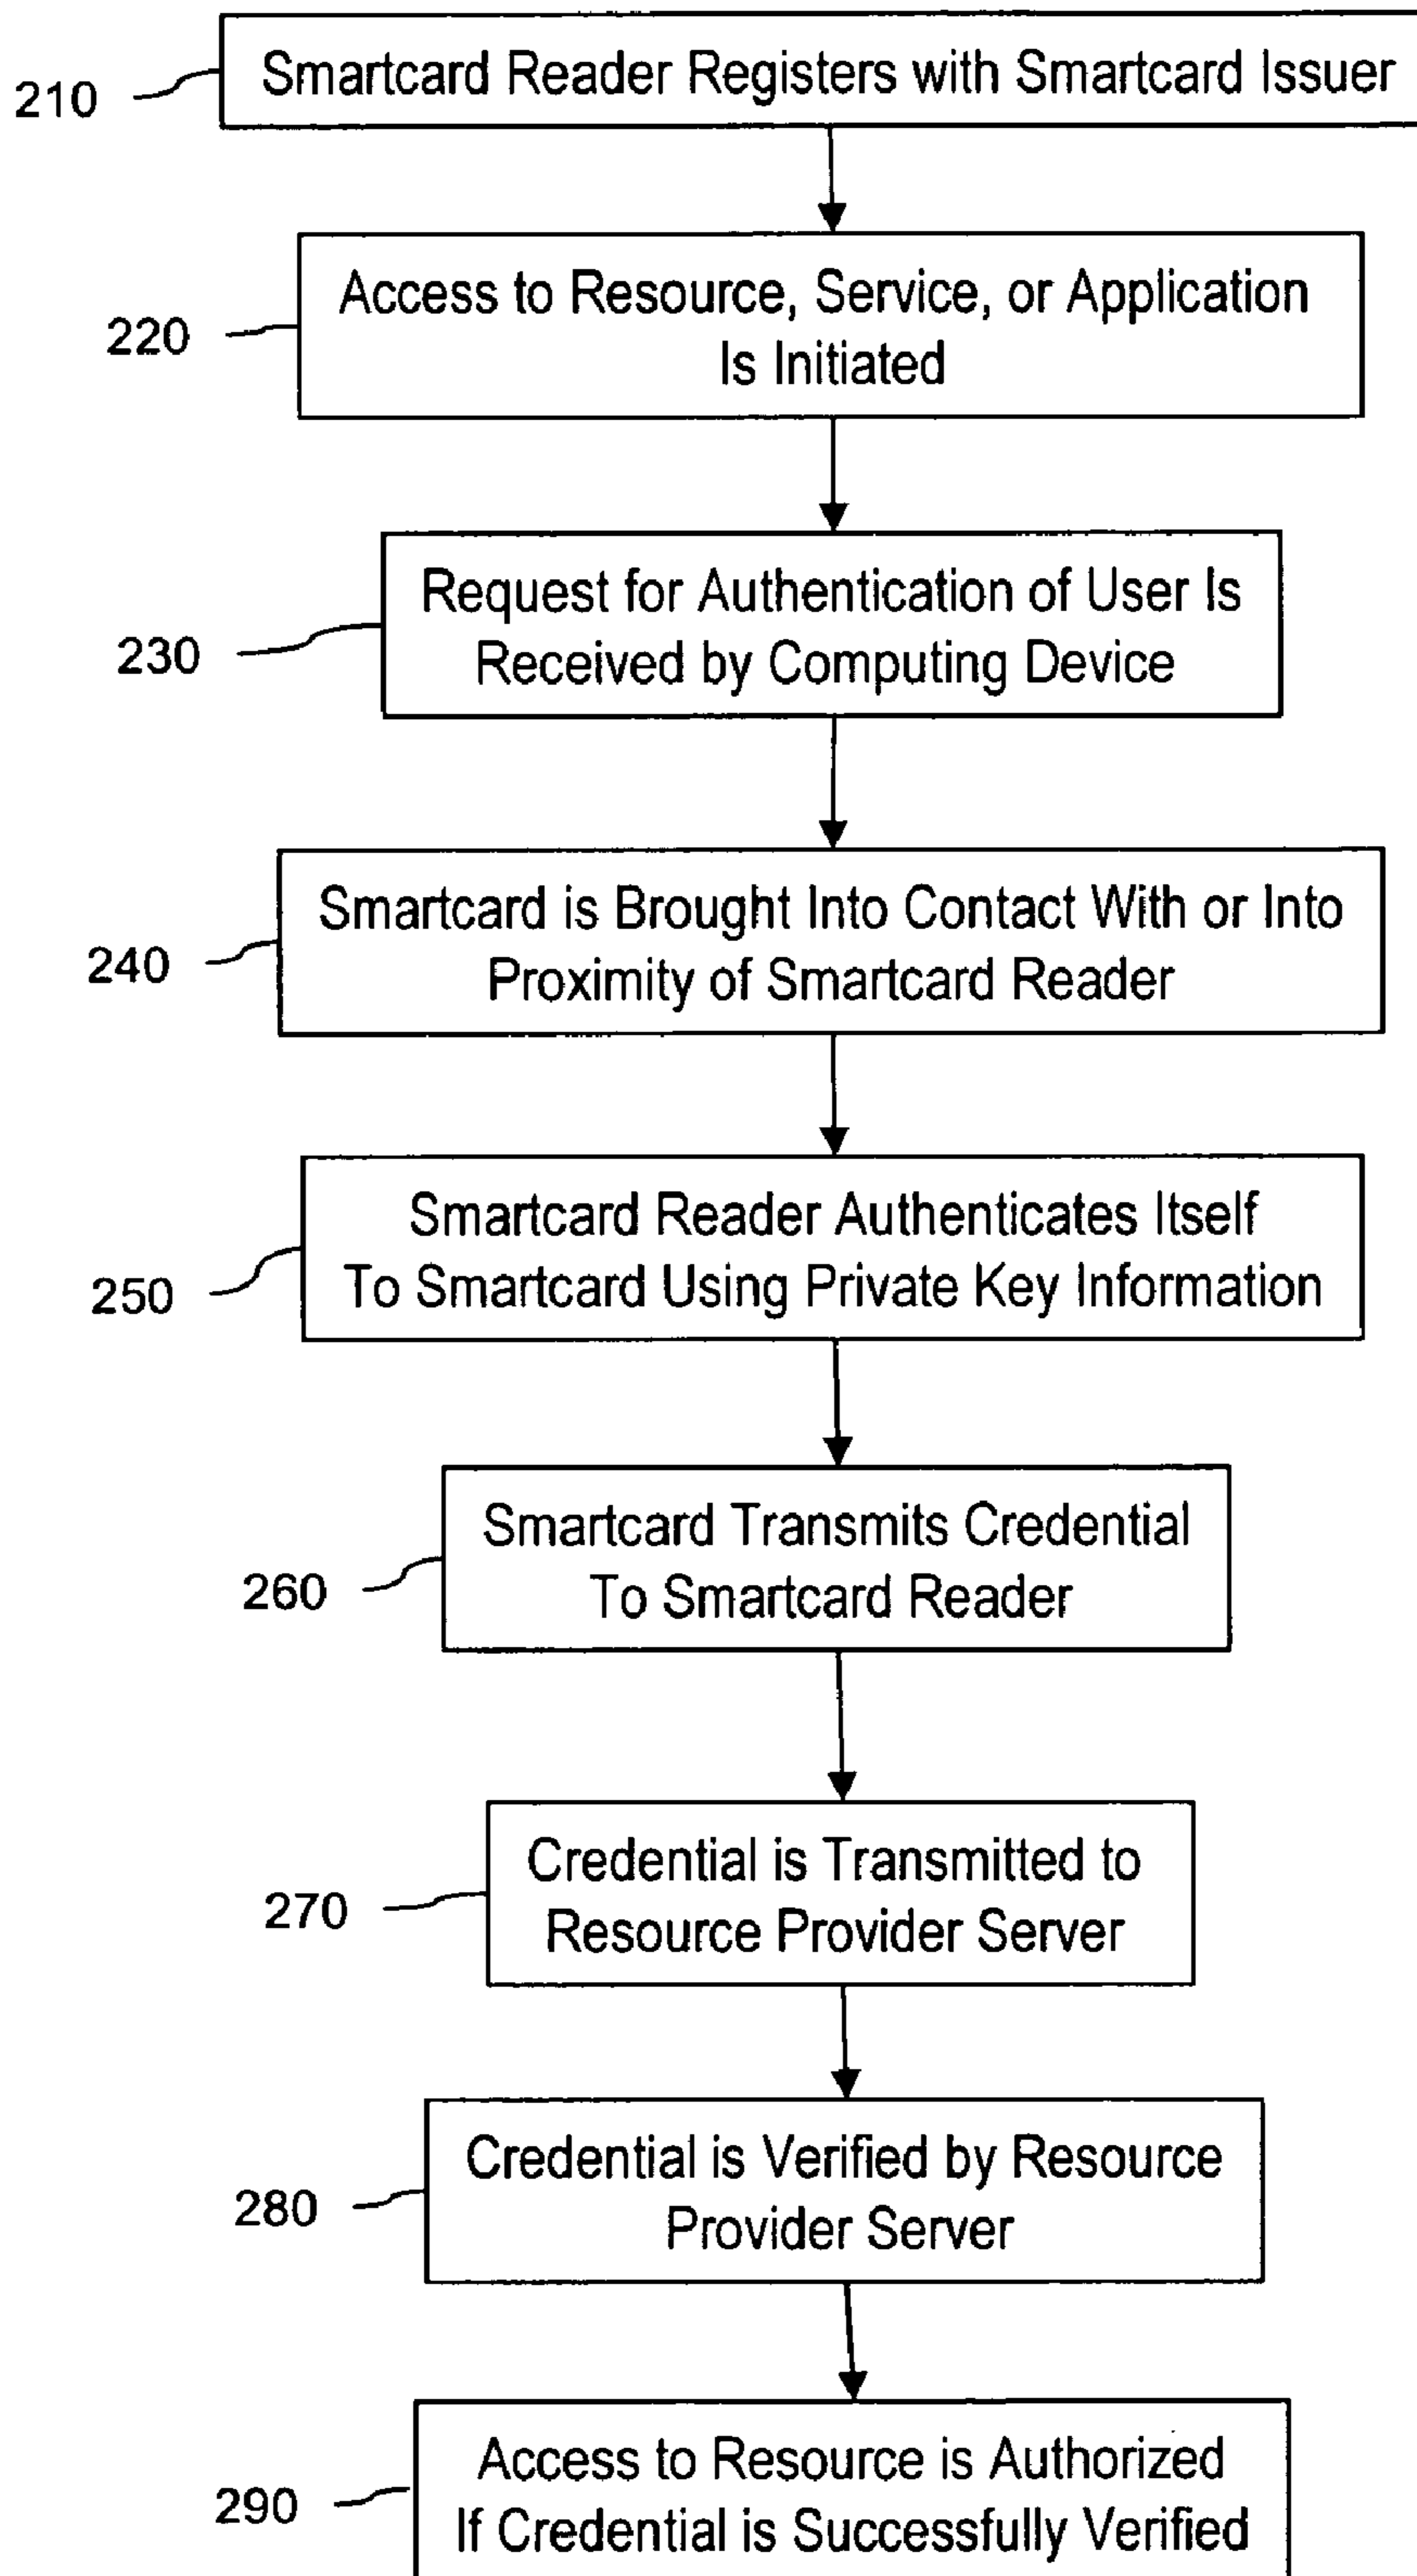 210
Smartcard Reader Registers with Smartcard Issuer
220
Access to Resource, Service, or Application
Is Initiated
230
Request for Authentication of User Is
Received by Computing Device
240
Smartcard is Brought Into Contact With or Into
Proximity of Smartcard Reader
250
Smartcard Reader Authenticates Itself
To Smartcard Using Private Key Information
260
Smartcard Transmits Credential
To Smartcard Reader
270
Credential is Transmitted to
Resource Provider Server
280
Credential is Verified by Resource
Provider Server
290
Access to Resource is Authorized
If Credential is Successfully Verified